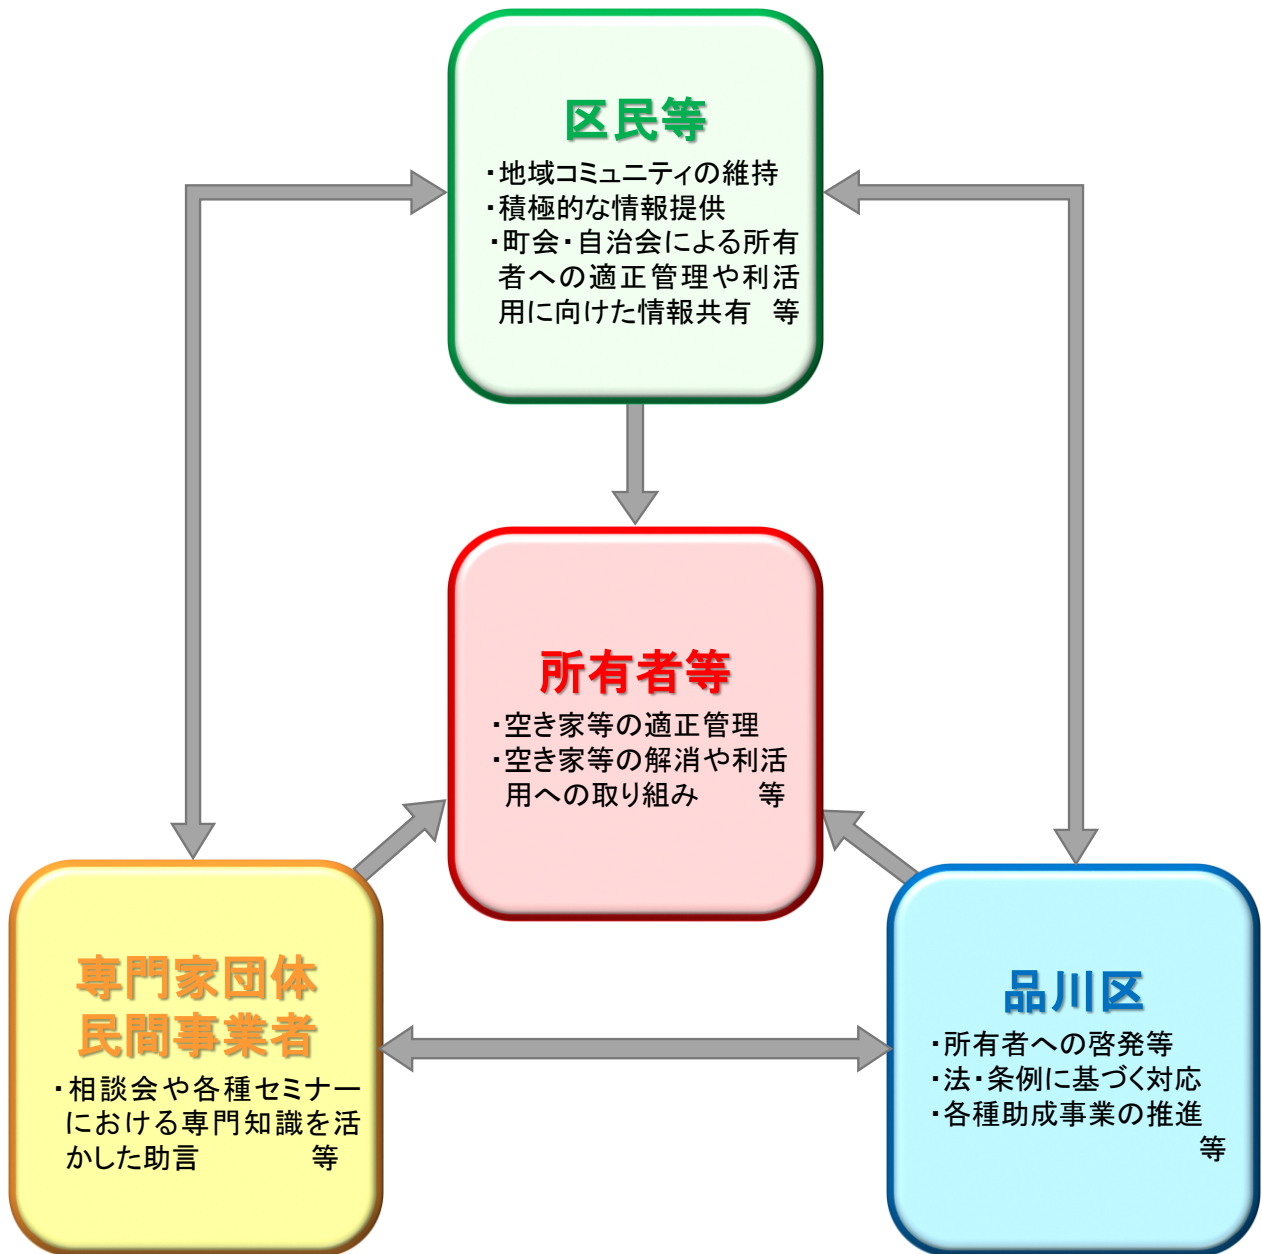 区民等
・地域コミュニティの維持
・積極的な情報提供
・町会・自治会による所有
者への適正管理や利活
用に向けた情報共有　等
所有者等
・空き家等の適正管理
・空き家等の解消や利活
用への取り組み　　等
専門家団体
民間事業者
・相談会や各種セミナー
における専門知識を活
かした助言　　　　等
品川区
・所有者への啓発等
・法・条例に基づく対応
・各種助成事業の推進
等